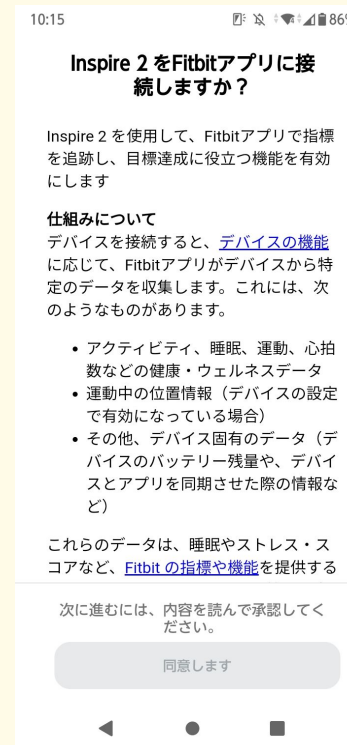 10:15
86%
Inspire 2 をFitbitアプリに接
続しますか？
Inspire 2 を使用して、Fitbitアプリで指標
を追跡し、目標達成に役立つ機能を有効
にします
仕組みについて
デバイスを接続すると、デバイスの機能
に応じて、Fitbitアプリがデバイスから特
定のデータを収集します。これには、次
のようなものがあります。
• アクティビティ、睡眠、運動、心拍
数などの健康・ウェルネスデータ
• 運動中の位置情報（デバイスの設定
で有効になっている場合）
• その他、デバイス固有のデータ（デ
バイスのバッテリー残量や、デバイ
スとアプリを同期させた際の情報な
ど）
これらのデータは、睡眠やストレス・ス
コアなど、Fitbit の指標や機能を提供する
次に進むには、内容を読んで承認してく
ださい。
同意します